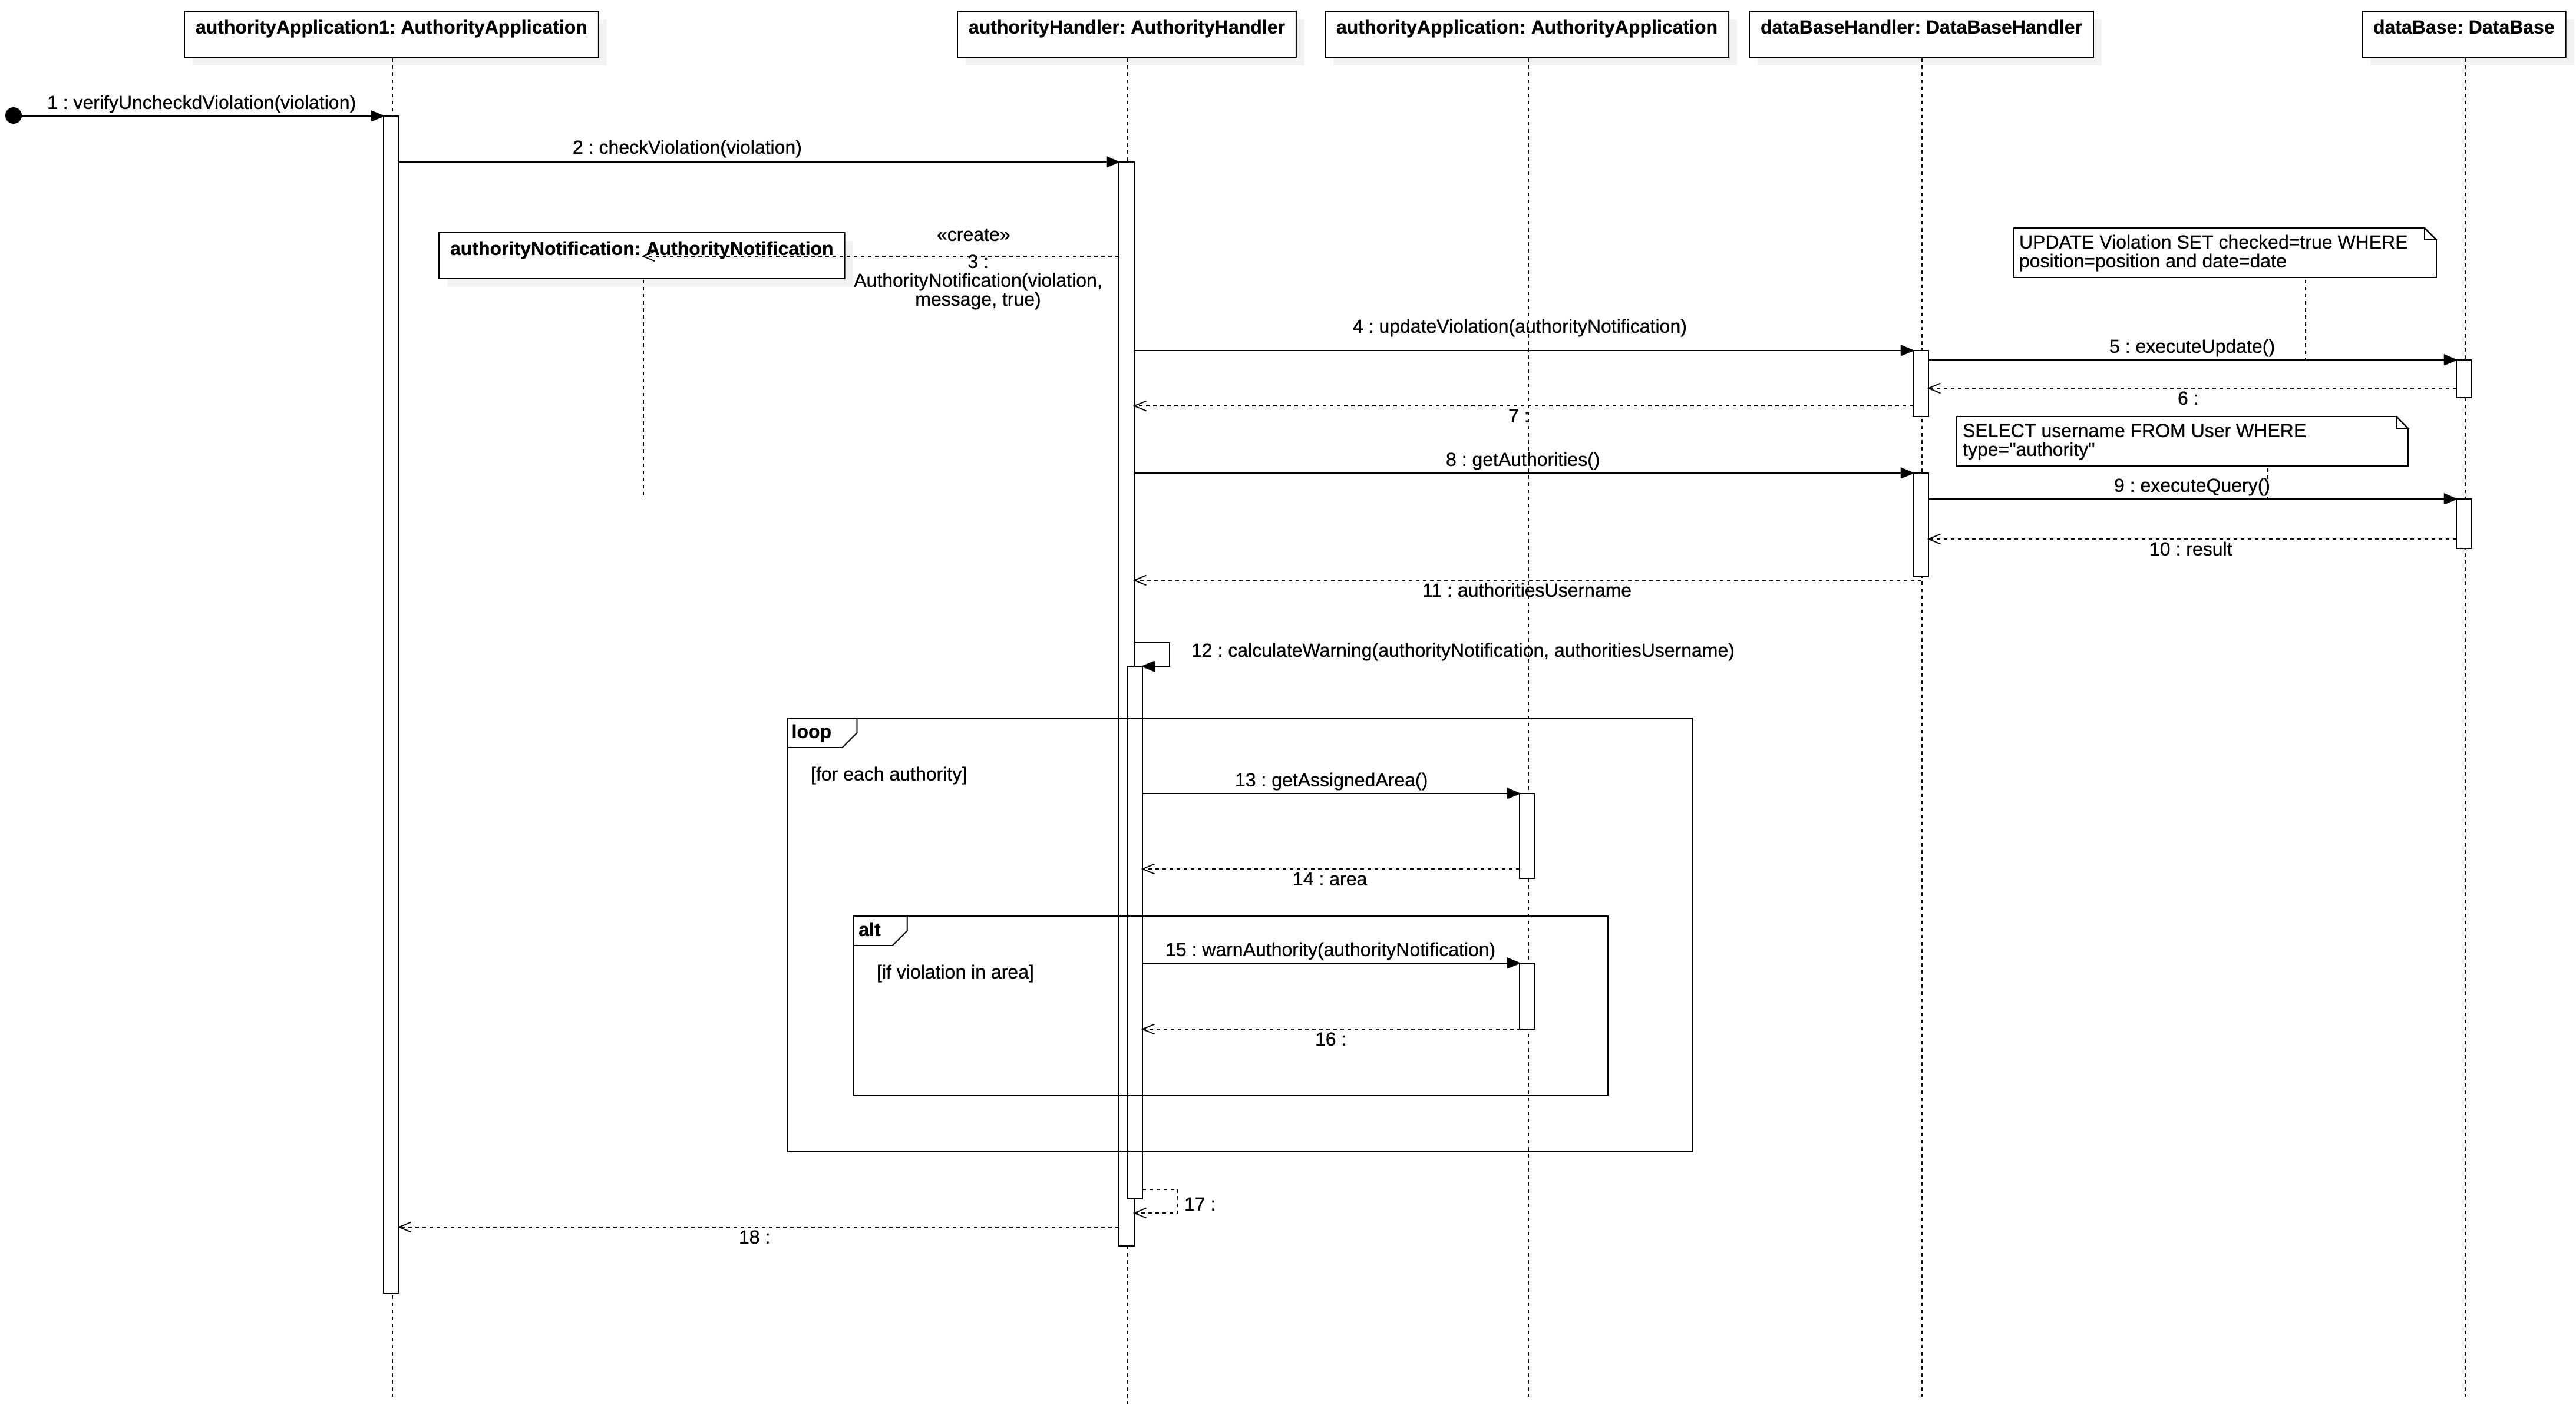 authorityApplication1: AuthorityApplication
authorityHandler: AuthorityHandler
authorityApplication: AuthorityApplication
dataBaseHandler: DataBaseHandler
dataBase: DataBase
1 : verifyUncheckdViolation(violation)
2 : checkViolation(violation)
authorityNotification: AuthorityNotification
«create»
3 :
AuthorityNotification(violation,
message, true)
UPDATE Violation SET checked=true WHERE
position=position and date=date
4 : updateViolation(authorityNotification)
5 : executeUpdate()
6 :
7 :
SELECT username FROM User WHERE
type="authority"
8 : getAuthorities()
9 : executeQuery()
10 : result
11 : authoritiesUsername
12 : calculateWarning(authorityNotification, authoritiesUsername)
loop
[for each authority]
13 : getAssignedArea()
14 : area
alt
15 : warnAuthority(authorityNotification)
[if violation in area]
16 :
17 :
18 :